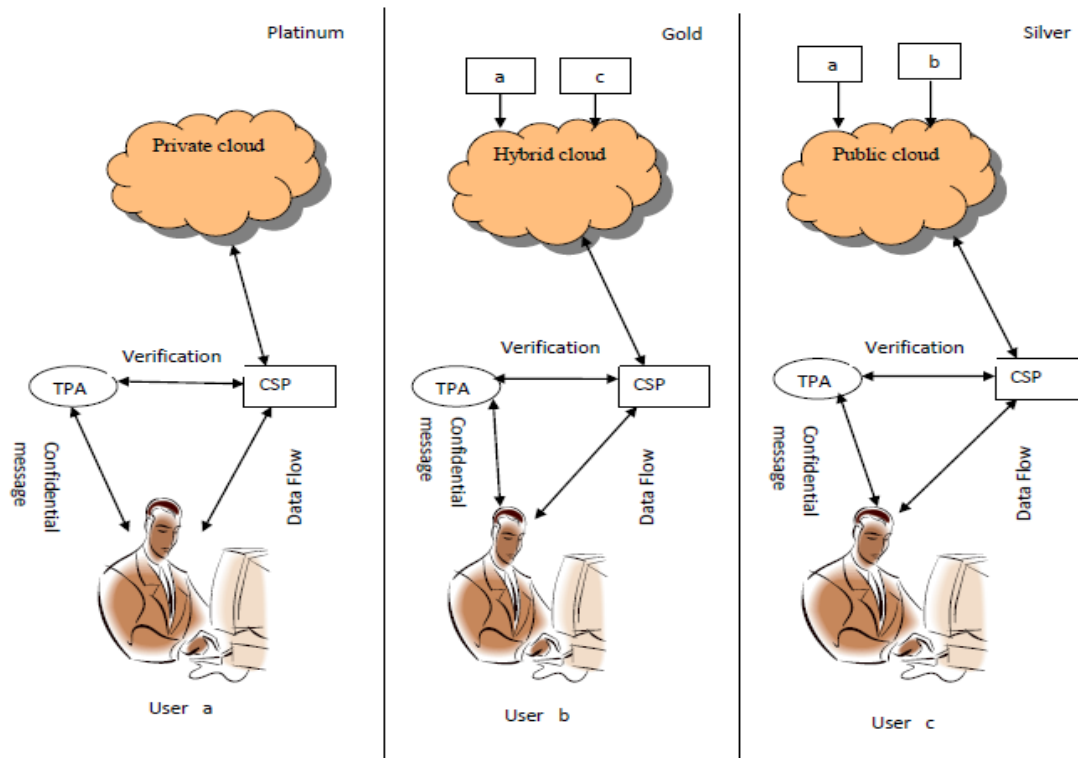 Platinum
Private cloud
Verification
TPA
CSP
Confidential
message
Data Flow
User a
Gold
a
c
Hybrid cloud
Verification
TPA
CSP
Confidential
message
Data Flow
User b
Silver
a
b
Public cloud
Verification
TPA
CSP
Confidential
message
Data Flow
User c